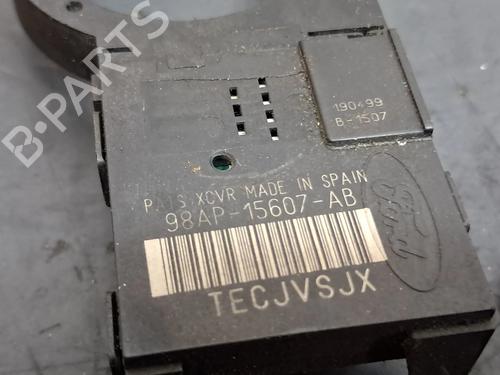 B-PARTS
190499
B-1507
PATS XCVR MADE IN SPAIN
98AP-15607-AB
Ford
TECJVSJX